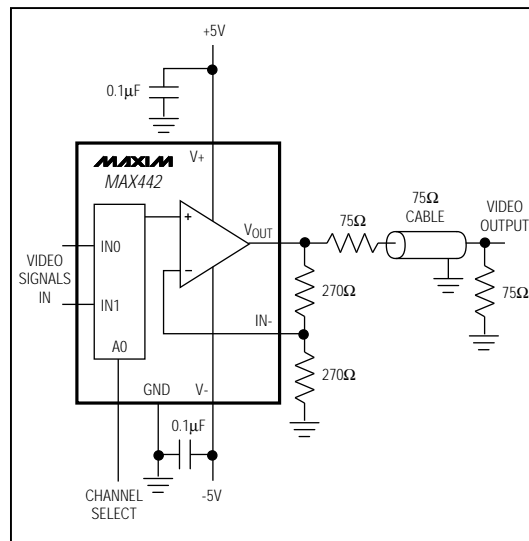 +5V
0.1µF
V+
MAXIM
MAX442
IN0
VIDEO
SIGNALS
IN
IN1
A0
+
−
VOUT
75Ω
75Ω
CABLE
VIDEO
OUTPUT
270Ω
75Ω
IN-
270Ω
GND
V-
0.1µF
CHANNEL
SELECT
-5V